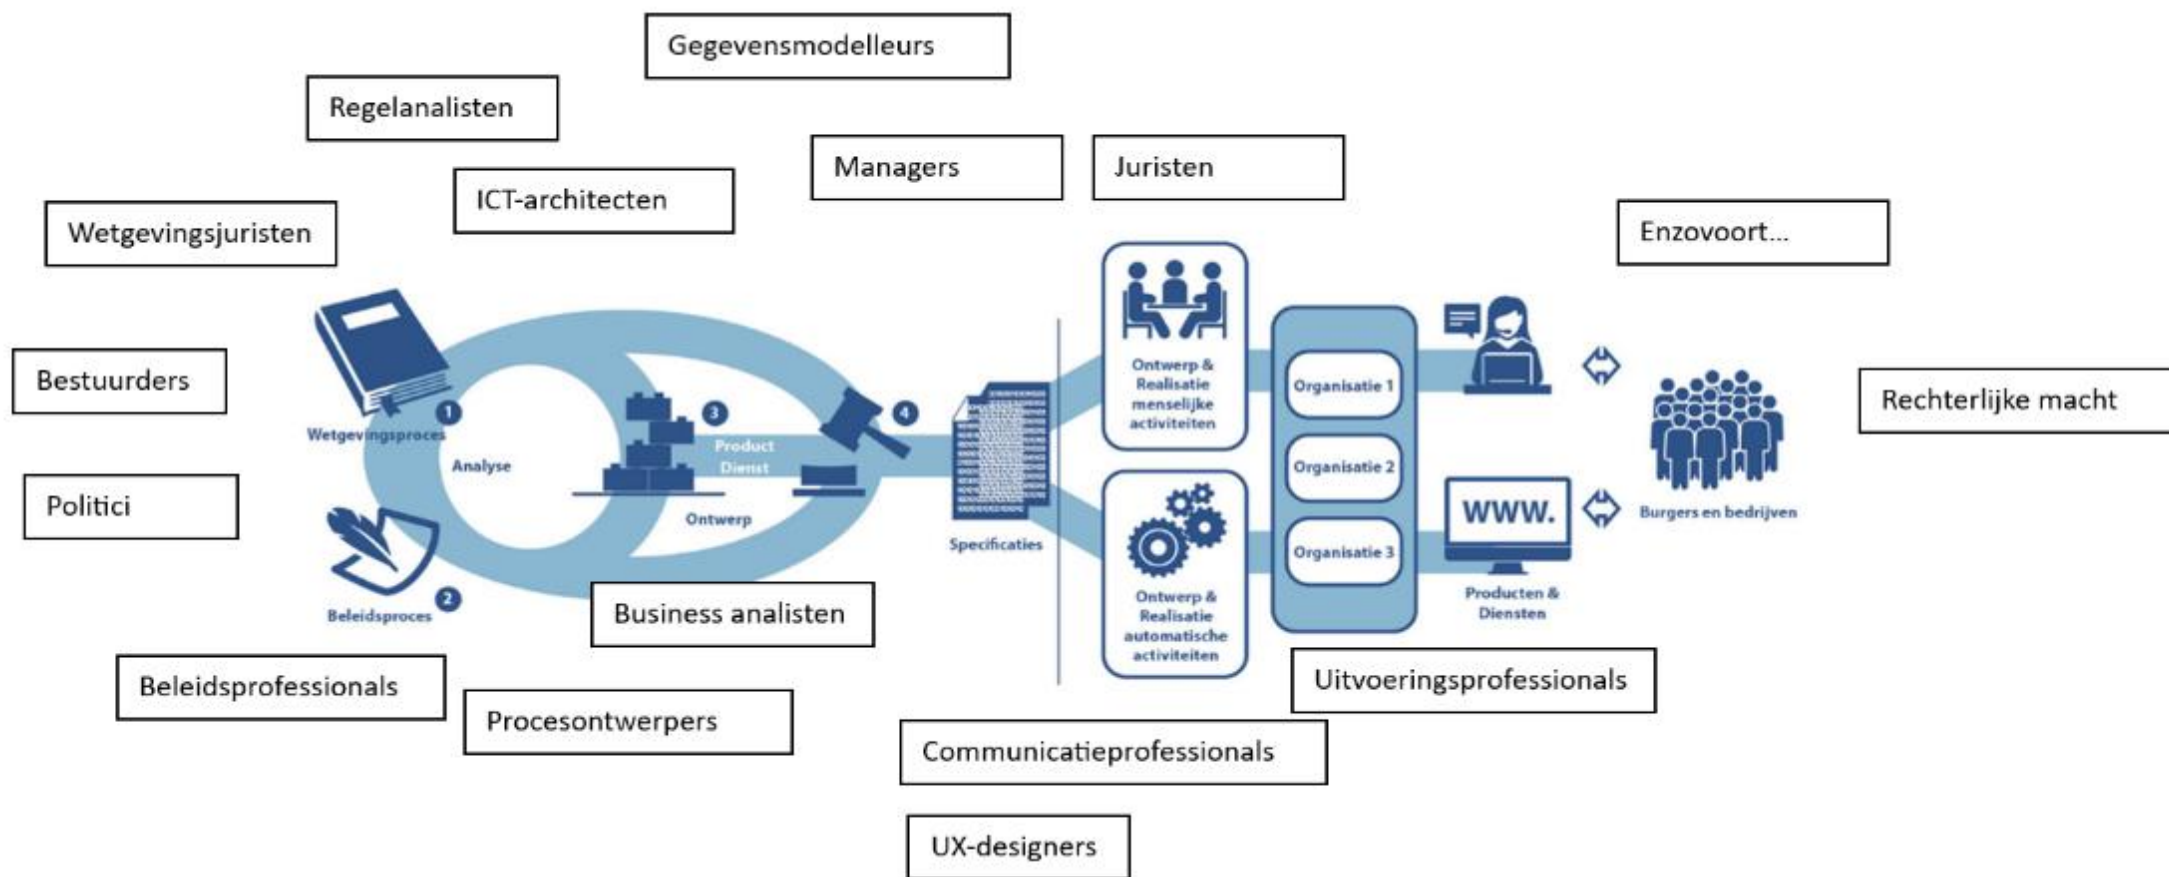 Gegevensmodelleurs
Regelanalisten
Managers
Juristen
ICT-architecten
Wetgevingsjuristen
Enzovoort...
Bestuurders
Rechterlijke macht
Politici
1
Wetgevingsproces
Analyse
3
Product
Dienst
4
Ontwerp
2
Beleidsproces
Specificaties
Ontwerp &
Realisatie
menselijke
activiteiten
Ontwerp &
Realisatie
automatische
activiteiten
Organisatie 1
Organisatie 2
Organisatie 3
WWW.
Producten &
Diensten
Burgers en bedrijven
Business analisten
Beleidsprofessionals
Procesontwerpers
Uitvoeringsprofessionals
Communicatieprofessionals
UX-designers